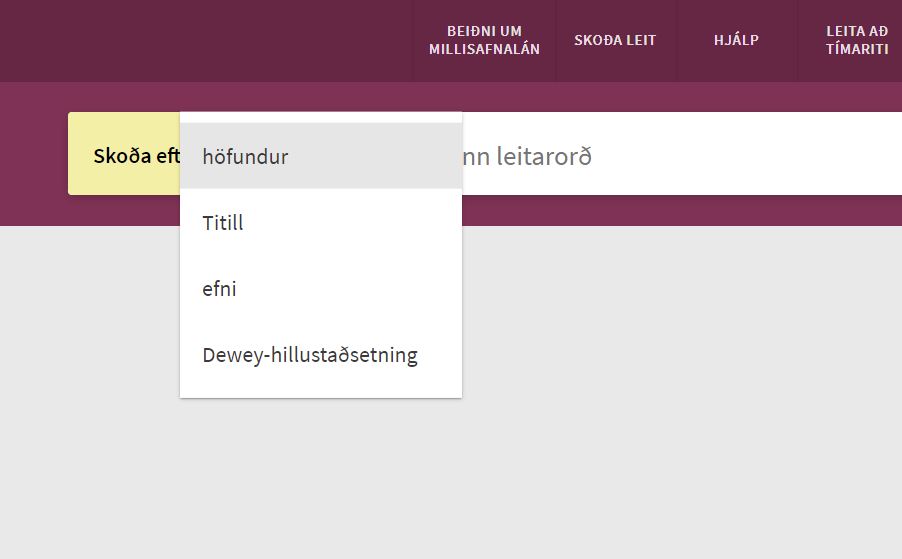 BEIÐNI UM
MILLISAFNALÁN
SKOÐA LEIT
HJÁLP
LEITA AÐ
TÍMARITI
Skoða eft
nn leitarorð
höfundur
Titill
efni
Dewey-hillustaðsetning